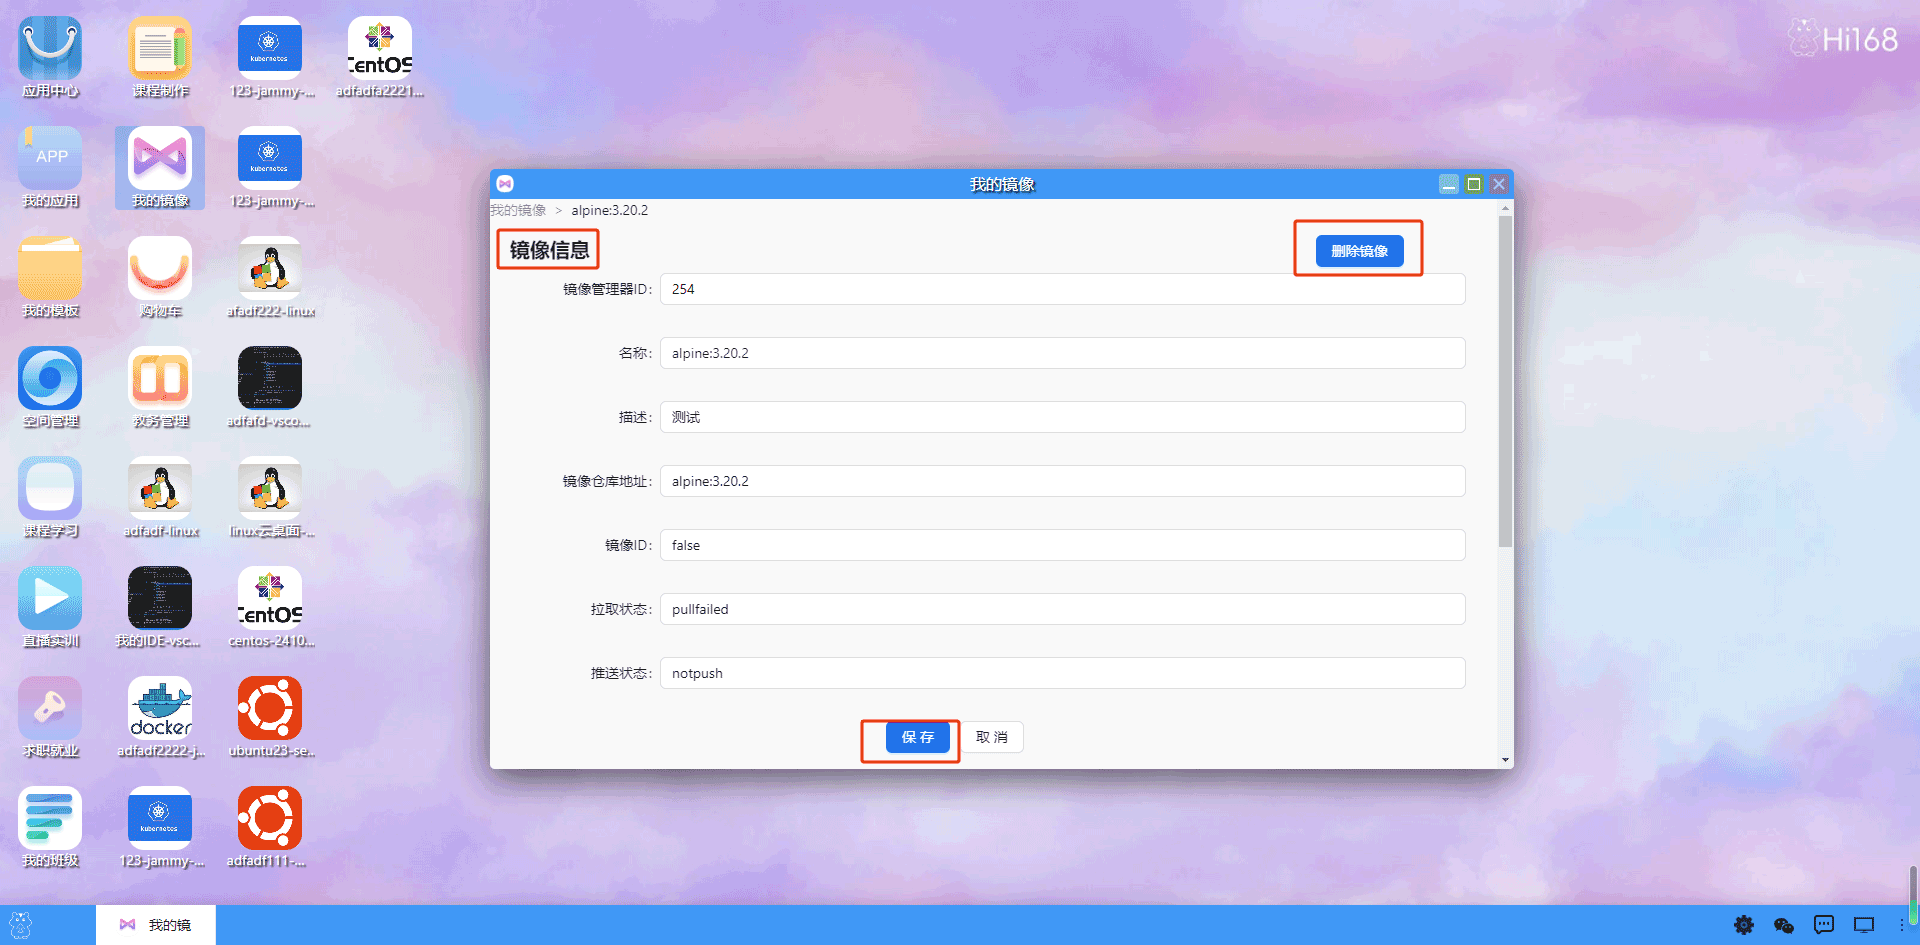 Hi168
应用中心
课程制作
kubernetes
123-jammy-...
CentOS
adfadfa2221...
APP
我的应用
我的镜像
kubernetes
123-jammy-...
我的模板
购物车
afadf222-linux
空间管理
教务管理
adfafd-vsco...
课程学习
adfadf-linux
linux云桌面-...
直播实训
我的IDE-vsc...
CentOS
centos-2410...
求职就业
docker
adfadf2222-j...
ubuntu23-se..
我的班级
kubernetes
123-jammy-...
adfadf111-...
我的镜像
我的镜像 > alpine:3.20.2
镜像信息
删除镜像
镜像管理器ID: 254
名称: alpine:3.20.2
描述: 测试
镜像仓库地址: alpine:3.20.2
镜像ID: false
拉取状态: pullfailed
推送状态: notpush
保 存
取 消
我的镜